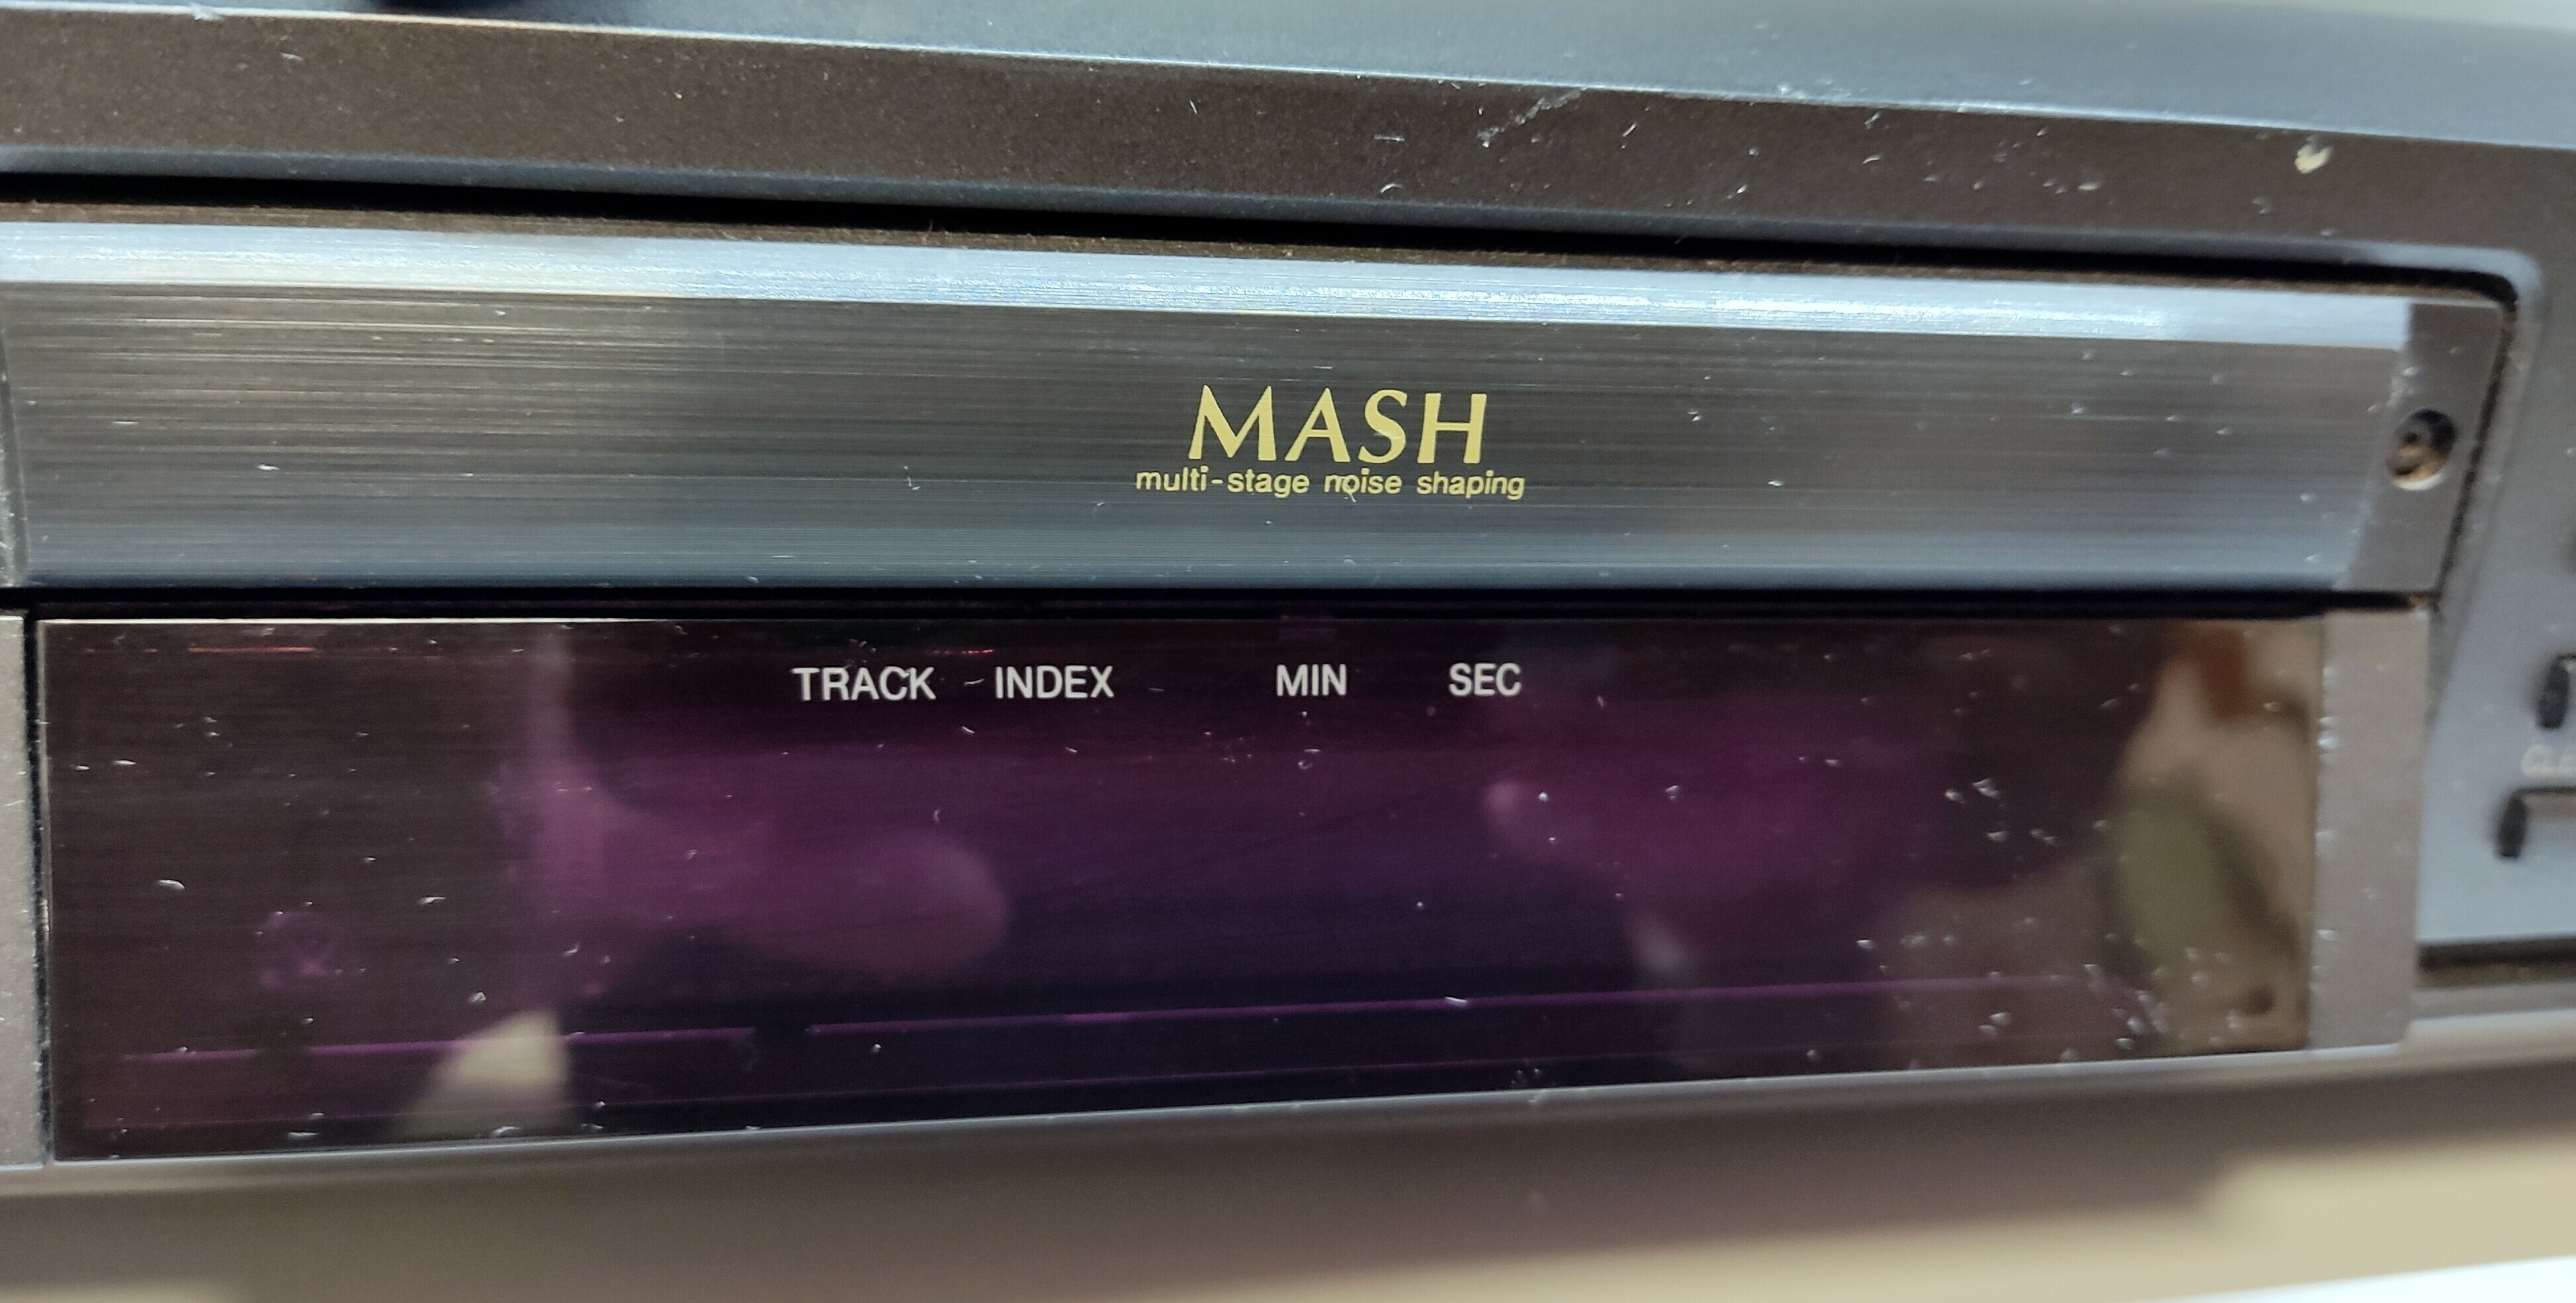 MASH
multi-stage noise shaping
TRACK INDEX MIN SEC